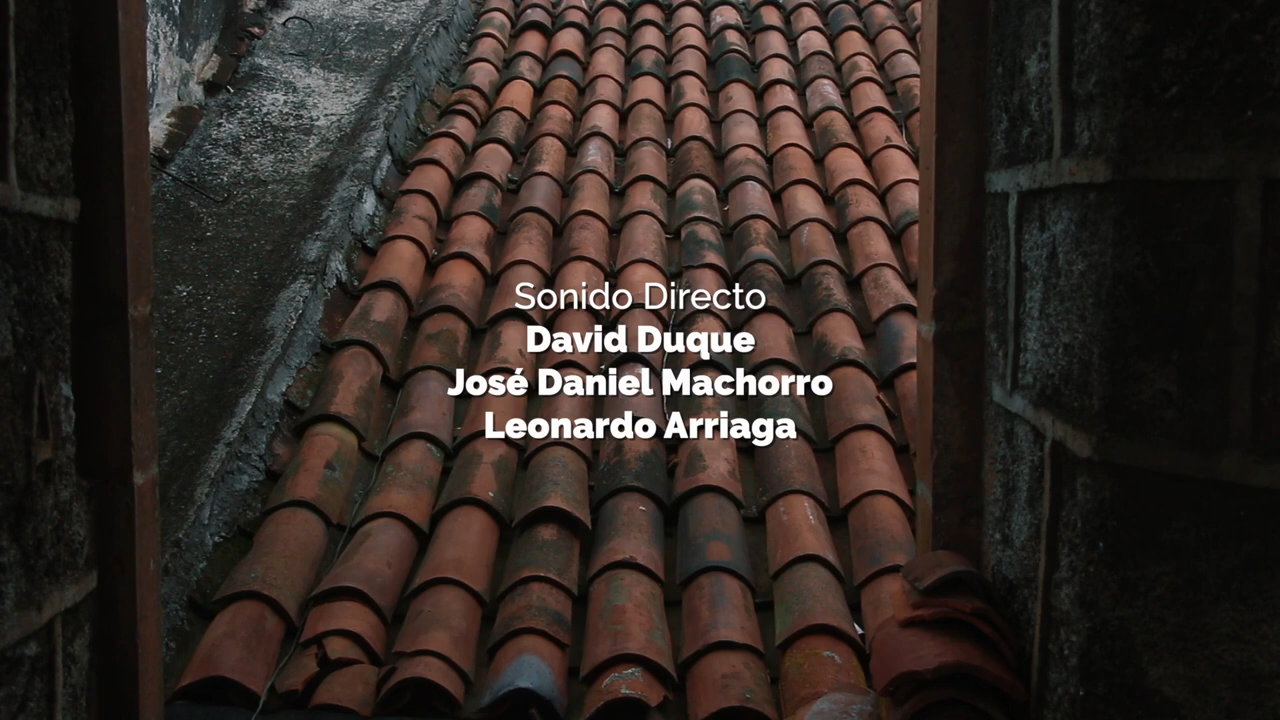 Sonido Directo
David Duque
José Daniel Machorro
Leonardo Arriaga